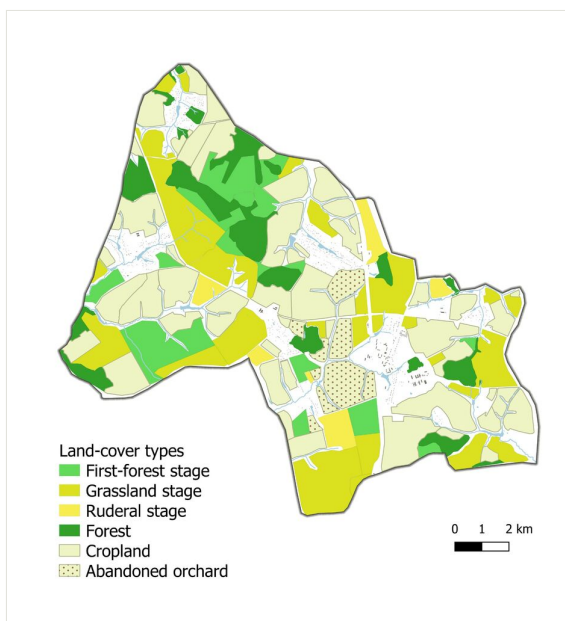 Land-cover types
First-forest stage
Grassland stage
Ruderal stage
Forest
Cropland
Abandoned orchard
0 1 2 km